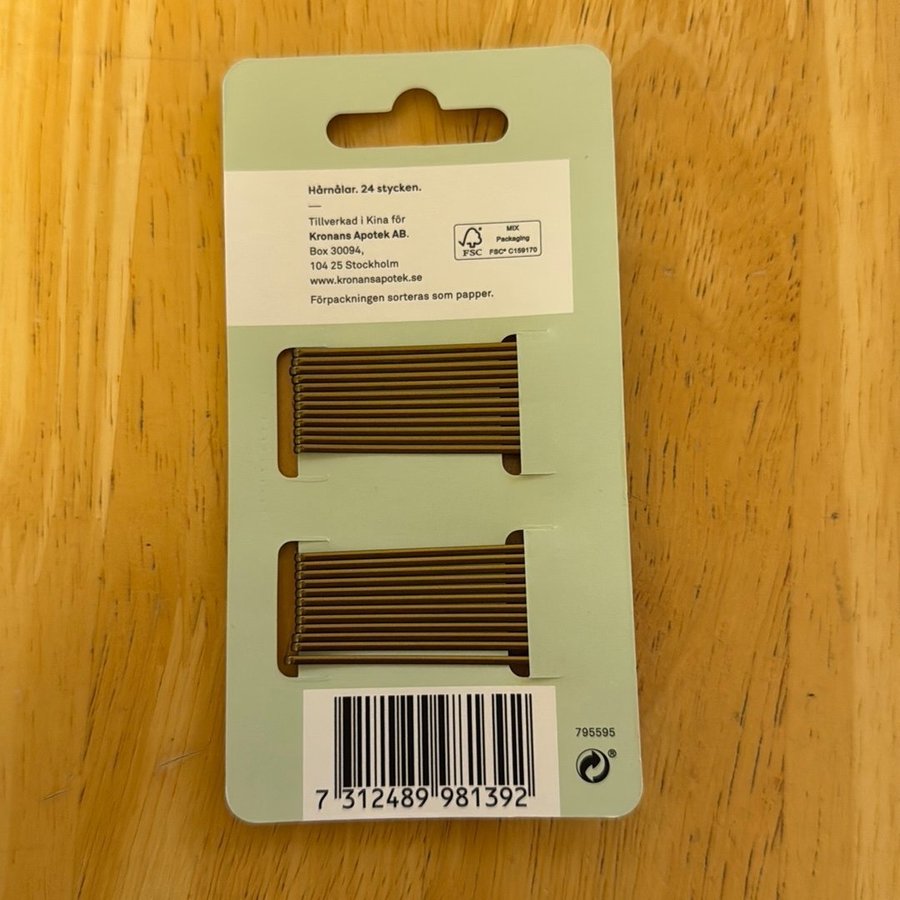 Hårnålar. 24 stycken.
Tillverkad i Kina för
Kronans Apotek AB.
Box 30094,
104 25 Stockholm
www.kronansapotek.se
Förpackningen sorteras som papper.
FSC
MIX
Packaging
FSC® C159170
795595
®
7 312489 981392